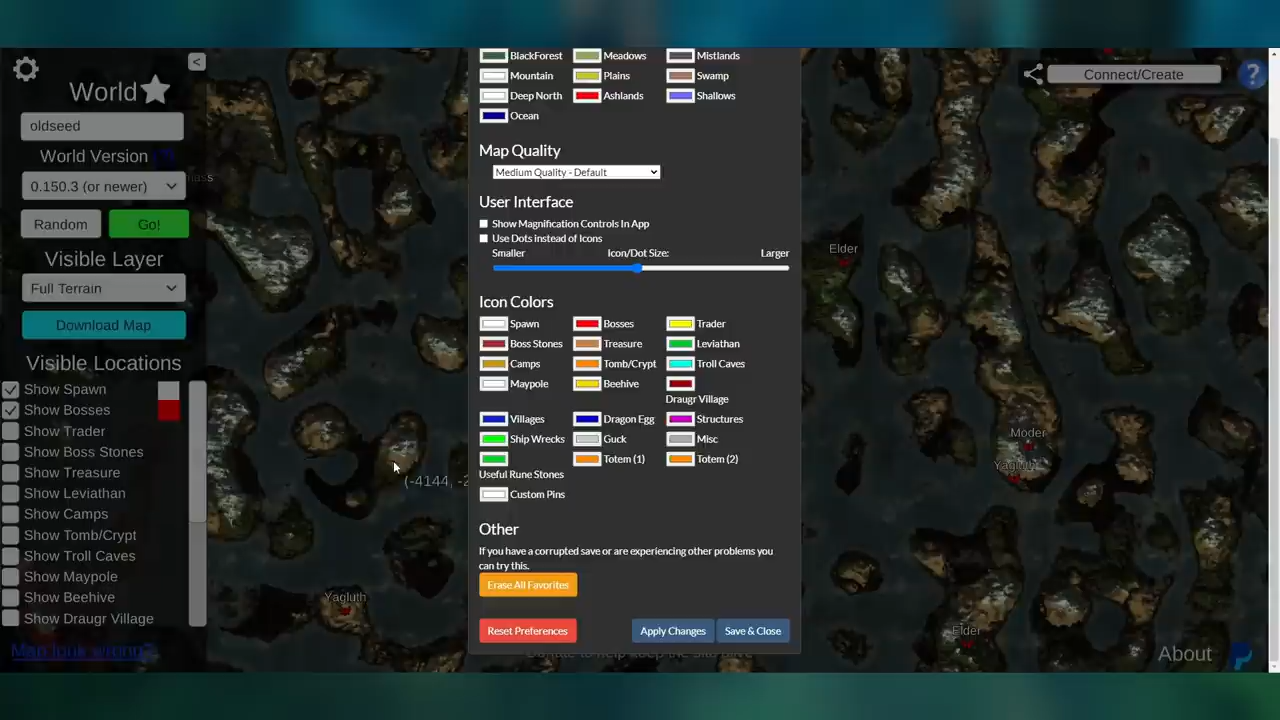 World
oldseed
World Version
0.150.3 (or newer)
Random
Go!
Visible Layer
Full Terrain
Download Map
Visible Locations
Show Spawn
Show Bosses
Show Trader
Show Boss Stones
Show Treasure
Show Leviathan
Show Camps
Show Tomb/Crypt
Show Troll Caves
Show Maypole
Show Beehive
Show Draugr Village
Map look wrong?
<
BlackForest Meadows Mistlands
Mountain Plains Swamp
Deep North Ashlands Shallows
Ocean
Map Quality
Medium Quality - Default
User Interface
Show Magnification Controls In App
Use Dots instead of Icons
Smaller Icon/Dot Size: Larger
Icon Colors
Spawn Bosses Trader
Boss Stones Treasure Leviathan
Camps Tomb/Crypt Troll Caves
Maypole Beehive
Draugr Village
Villages Dragon Egg Structures
Ship Wrecks Guck Misc
Totem (1) Totem (2)
Useful Rune Stones
Custom Pins
Other
If you have a corrupted save or are experiencing other problems you
can try this.
Erase All Favorites
Reset Preferences Apply Changes Save & Close
(-4144, -2
Yagluth
Connect/Create
?
Elder
Moder
Yagluth
Elder
About